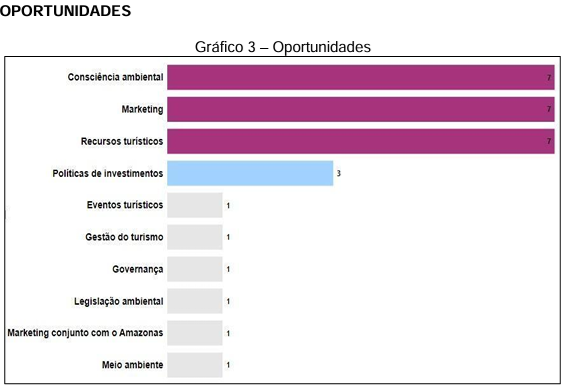 OPORTUNIDADES
Gráfico 3 – Oportunidades
Consciência ambiental 7
Marketing 7
Recursos turísticos 7
Políticas de investimentos 3
Eventos turísticos 1
Gestão do turismo 1
Governança 1
Legislação ambiental 1
Marketing conjunto com o Amazonas 1
Meio ambiente 1